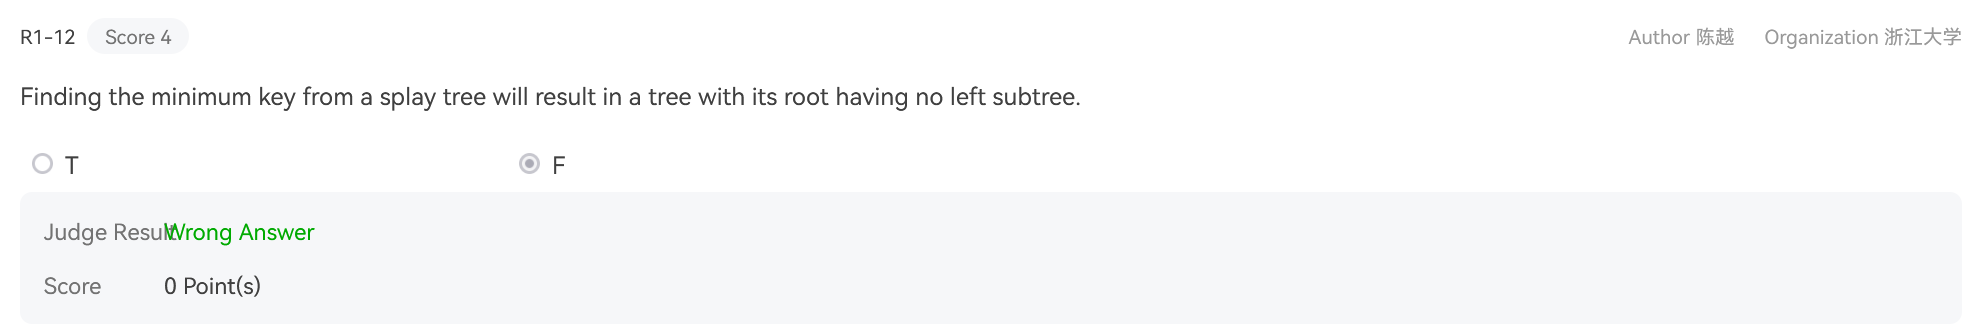 R1-12 Score 4 Author 陈越 Organization 浙江大学
Finding the minimum key from a splay tree will result in a tree with its root having no left subtree.
T F
Judge Result Wrong Answer
Score 0 Point(s)